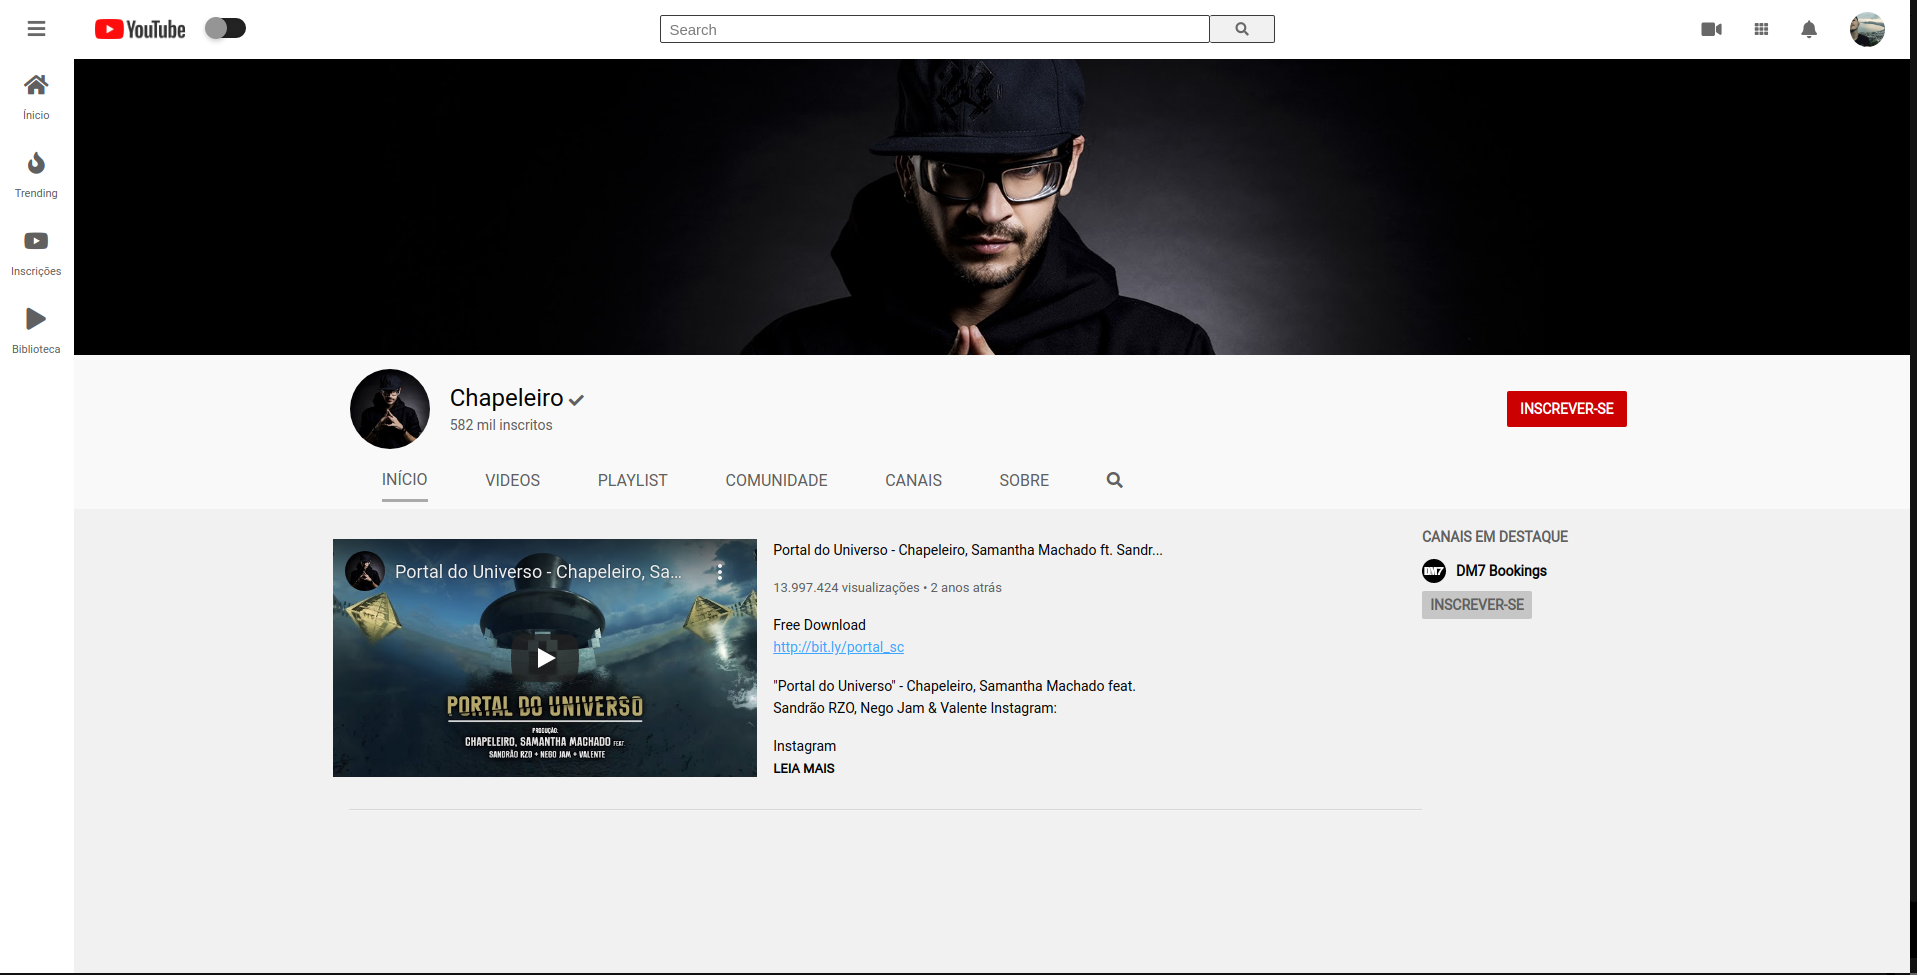 YouTube
Search
Ínicio
Trending
Inscrições
Biblioteca
Chapeleiro
582 mil inscritos
INSCREVER-SE
INÍCIO VIDEOS PLAYLIST COMUNIDADE CANAIS SOBRE
Portal do Universo - Chapeleiro, Sa...
PORTAL DO UNIVERSO
PRODUÇÃO:
CHAPELEIRO, SAMANTHA MACHADO FEAT.
SANDRÃO RZO + NEGO JAM + VALENTE
Portal do Universo - Chapeleiro, Samantha Machado ft. Sandr...
13.997.424 visualizações • 2 anos atrás
Free Download
http://bit.ly/portal_sc
"Portal do Universo" - Chapeleiro, Samantha Machado feat.
Sandrão RZO, Nego Jam & Valente Instagram:
Instagram
LEIA MAIS
CANAIS EM DESTAQUE
DM7
DM7 Bookings
INSCREVER-SE